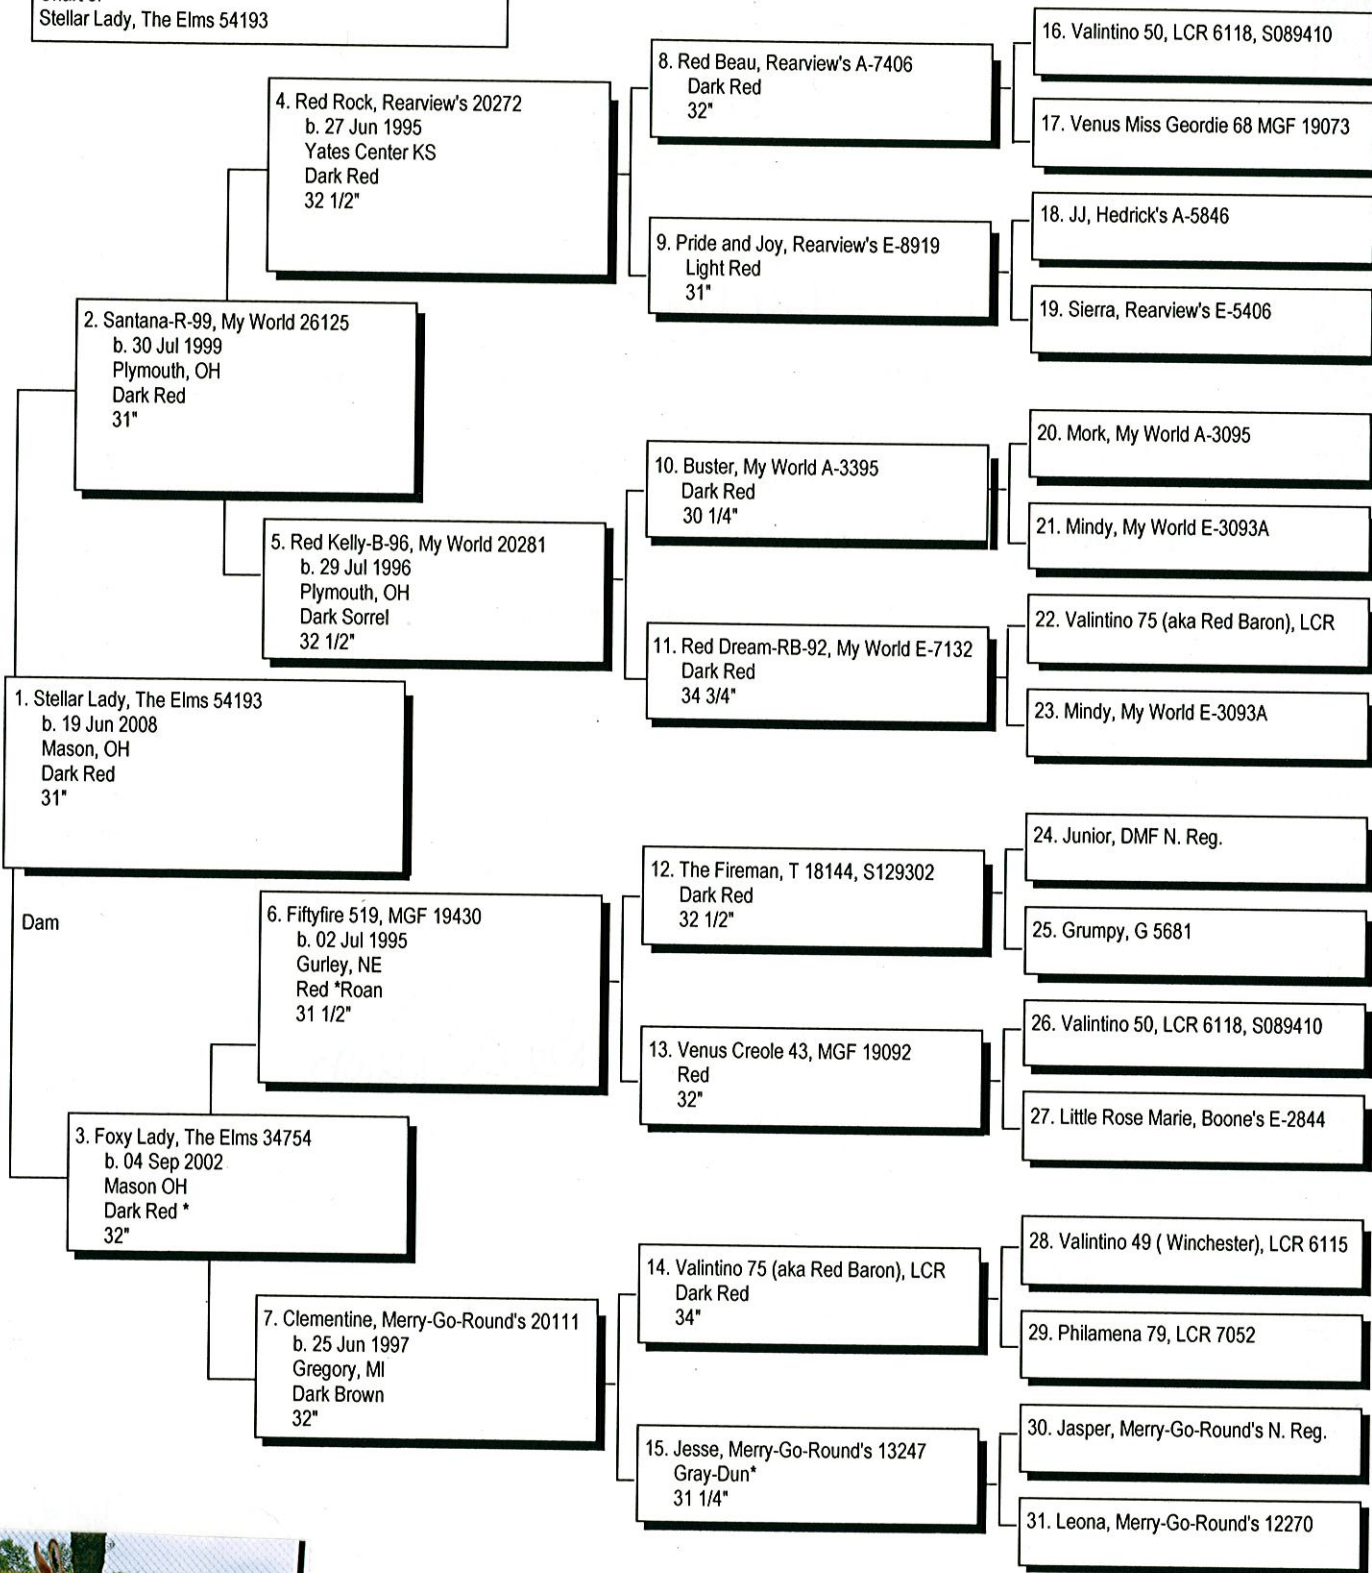 Stellar Lady, The Elms 54193
16. Valintino 50, LCR 6118, S089410
8. Red Beau, Rearview's A-7406
Dark Red
32"
4. Red Rock, Rearview's 20272
b. 27 Jun 1995
Yates Center KS
Dark Red
32 1/2"
17. Venus Miss Geordie 68 MGF 19073
18. JJ, Hedrick's A-5846
9. Pride and Joy, Rearview's E-8919
Light Red
31"
19. Sierra, Rearview's E-5406
2. Santana-R-99, My World 26125
b. 30 Jul 1999
Plymouth, OH
Dark Red
31"
20. Mork, My World A-3095
10. Buster, My World A-3395
Dark Red
30 1/4"
21. Mindy, My World E-3093A
5. Red Kelly-B-96, My World 20281
b. 29 Jul 1996
Plymouth, OH
Dark Sorrel
32 1/2"
22. Valintino 75 (aka Red Baron), LCR
11. Red Dream-RB-92, My World E-7132
Dark Red
34 3/4"
23. Mindy, My World E-3093A
1. Stellar Lady, The Elms 54193
b. 19 Jun 2008
Mason, OH
Dark Red
31"
24. Junior, DMF N. Reg.
12. The Fireman, T 18144, S129302
Dark Red
32 1/2"
25. Grumpy, G 5681
Dam
6. Fiftyfire 519, MGF 19430
b. 02 Jul 1995
Gurley, NE
Red *Roan
31 1/2"
26. Valintino 50, LCR 6118, S089410
13. Venus Creole 43, MGF 19092
Red
32"
27. Little Rose Marie, Boone's E-2844
3. Foxy Lady, The Elms 34754
b. 04 Sep 2002
Mason OH
Dark Red *
32"
28. Valintino 49 ( Winchester), LCR 6115
14. Valintino 75 (aka Red Baron), LCR
Dark Red
34"
29. Philamena 79, LCR 7052
7. Clementine, Merry-Go-Round's 20111
b. 25 Jun 1997
Gregory, MI
Dark Brown
32"
30. Jasper, Merry-Go-Round's N. Reg.
15. Jesse, Merry-Go-Round's 13247
Gray-Dun*
31 1/4"
31. Leona, Merry-Go-Round's 12270